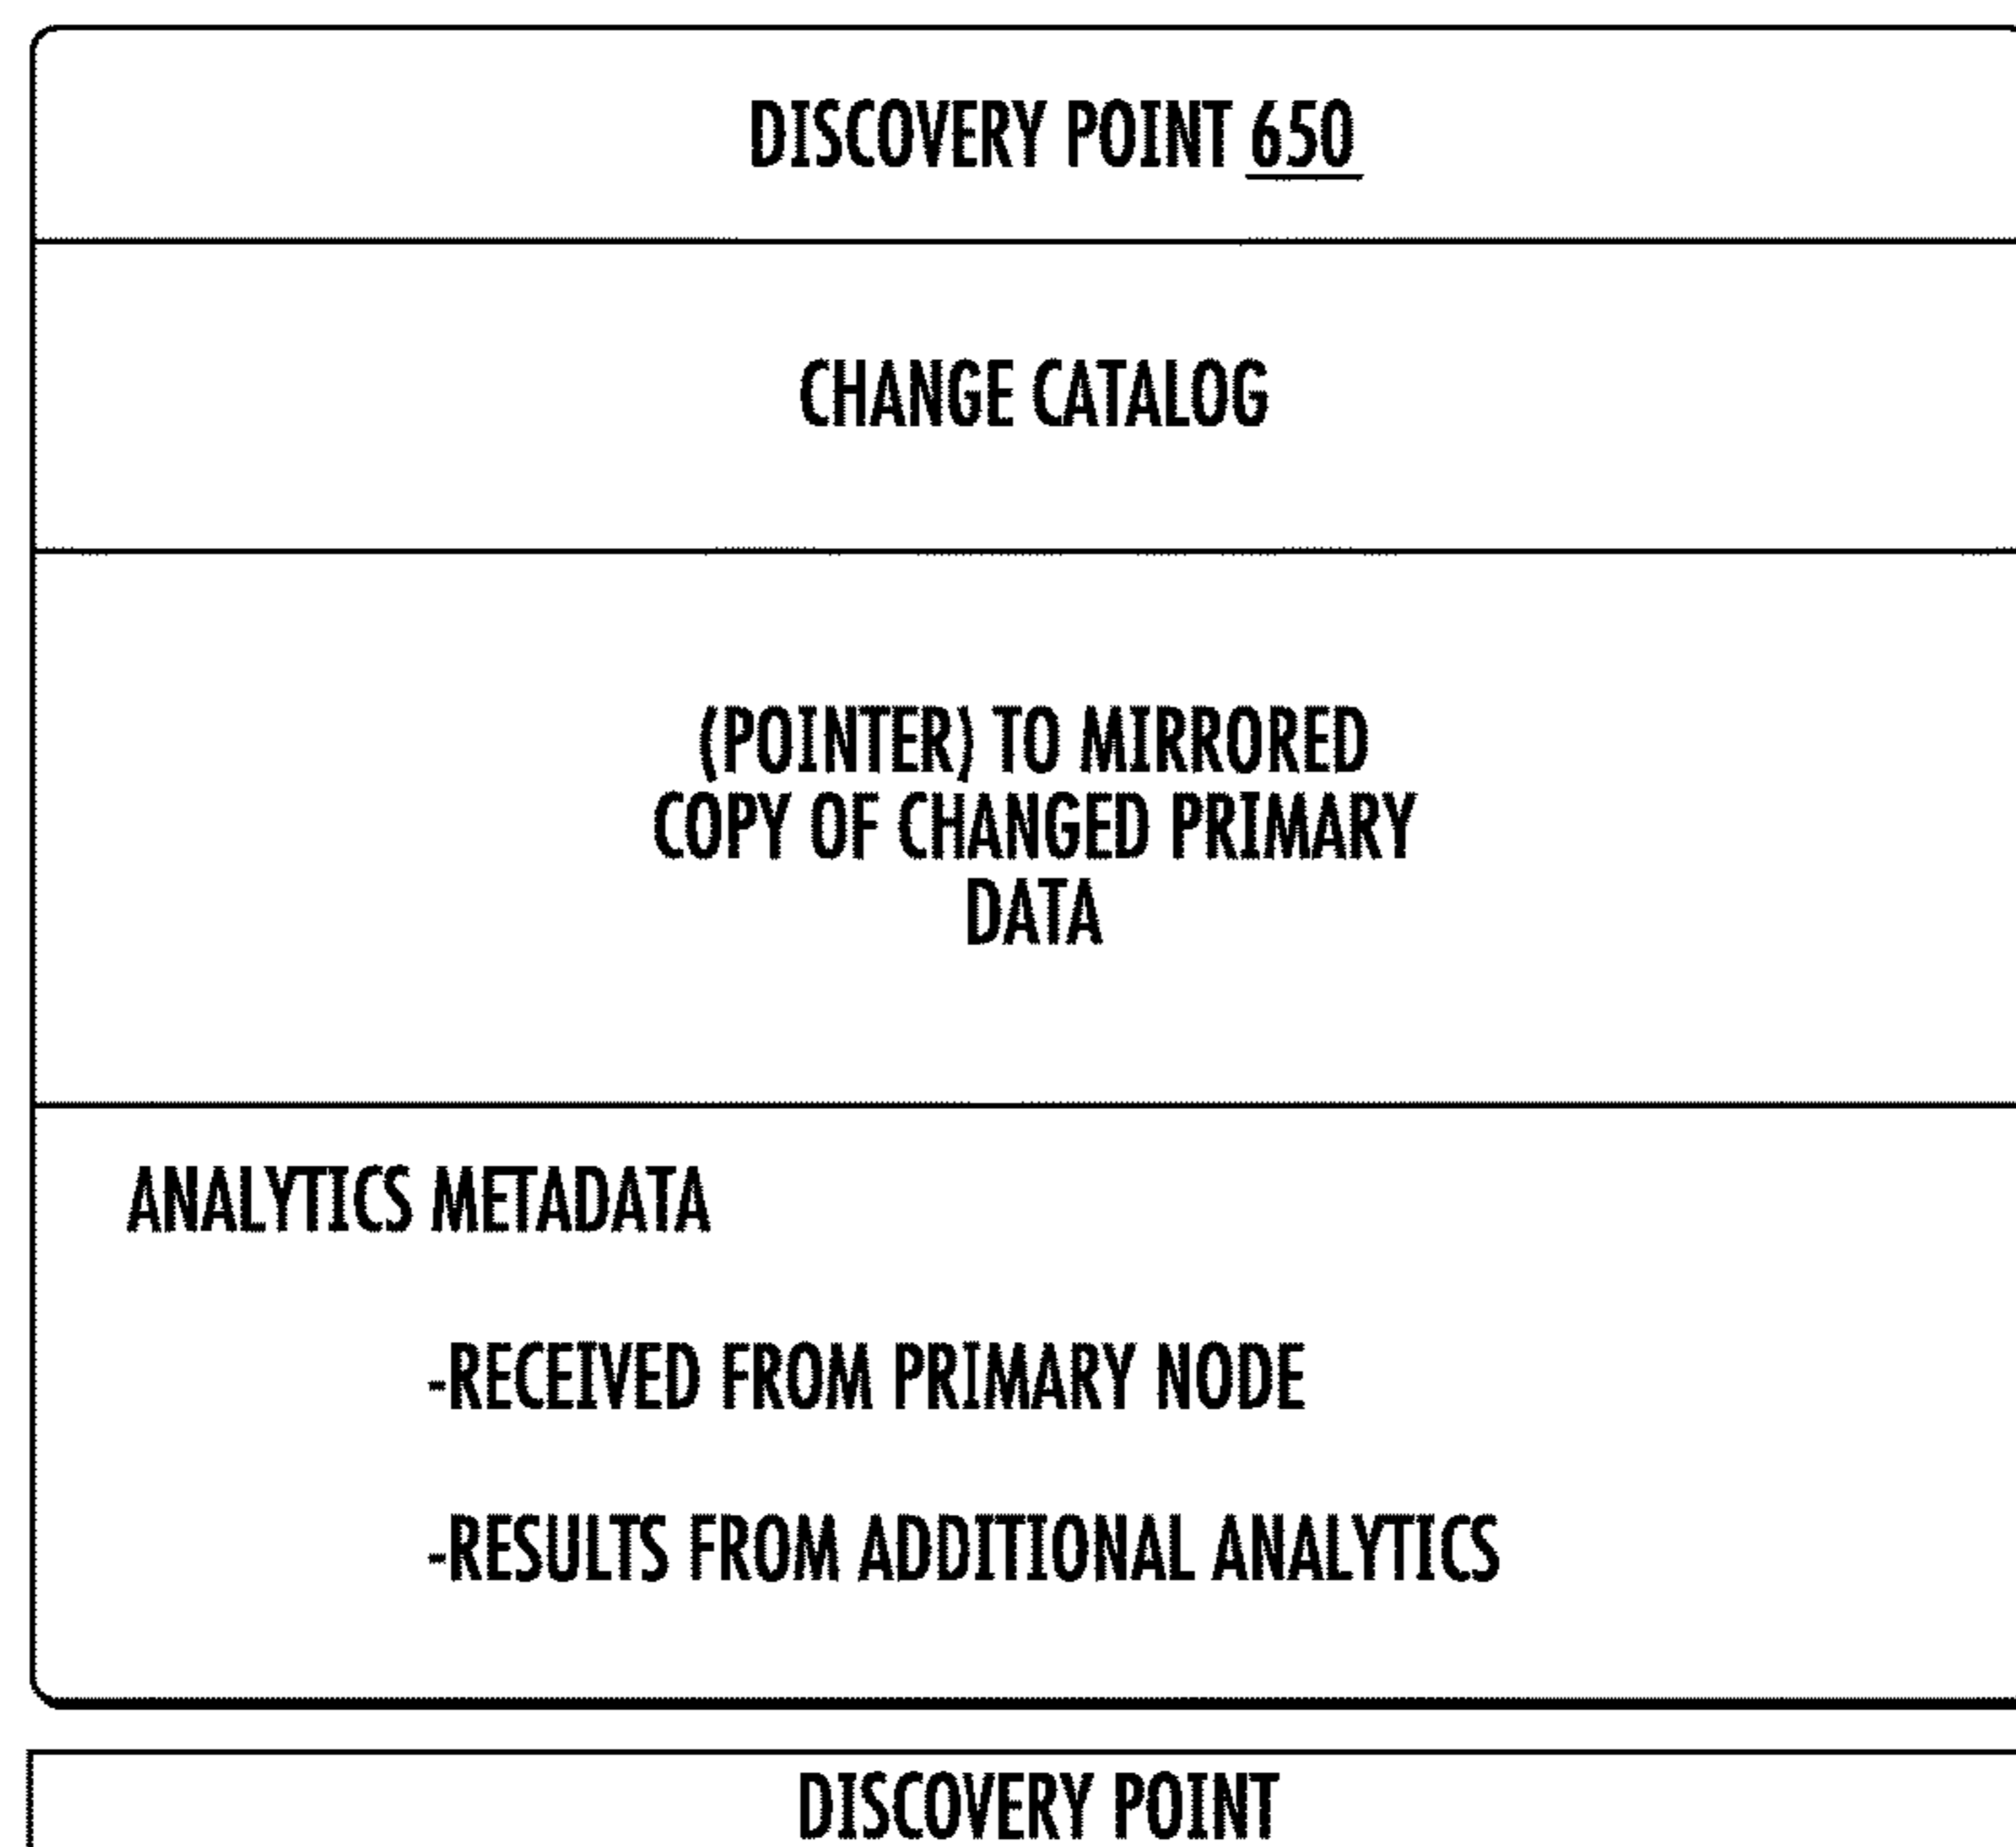 DISCOVERY POINT 650
CHANGE CATALOG
(POINTER) TO MIRRORED
COPY OF CHANGED PRIMARY
DATA
ANALYTICS METADATA
-RECEIVED FROM PRIMARY NODE
-RESULTS FROM ADDITIONAL ANALYTICS
DISCOVERY POINT